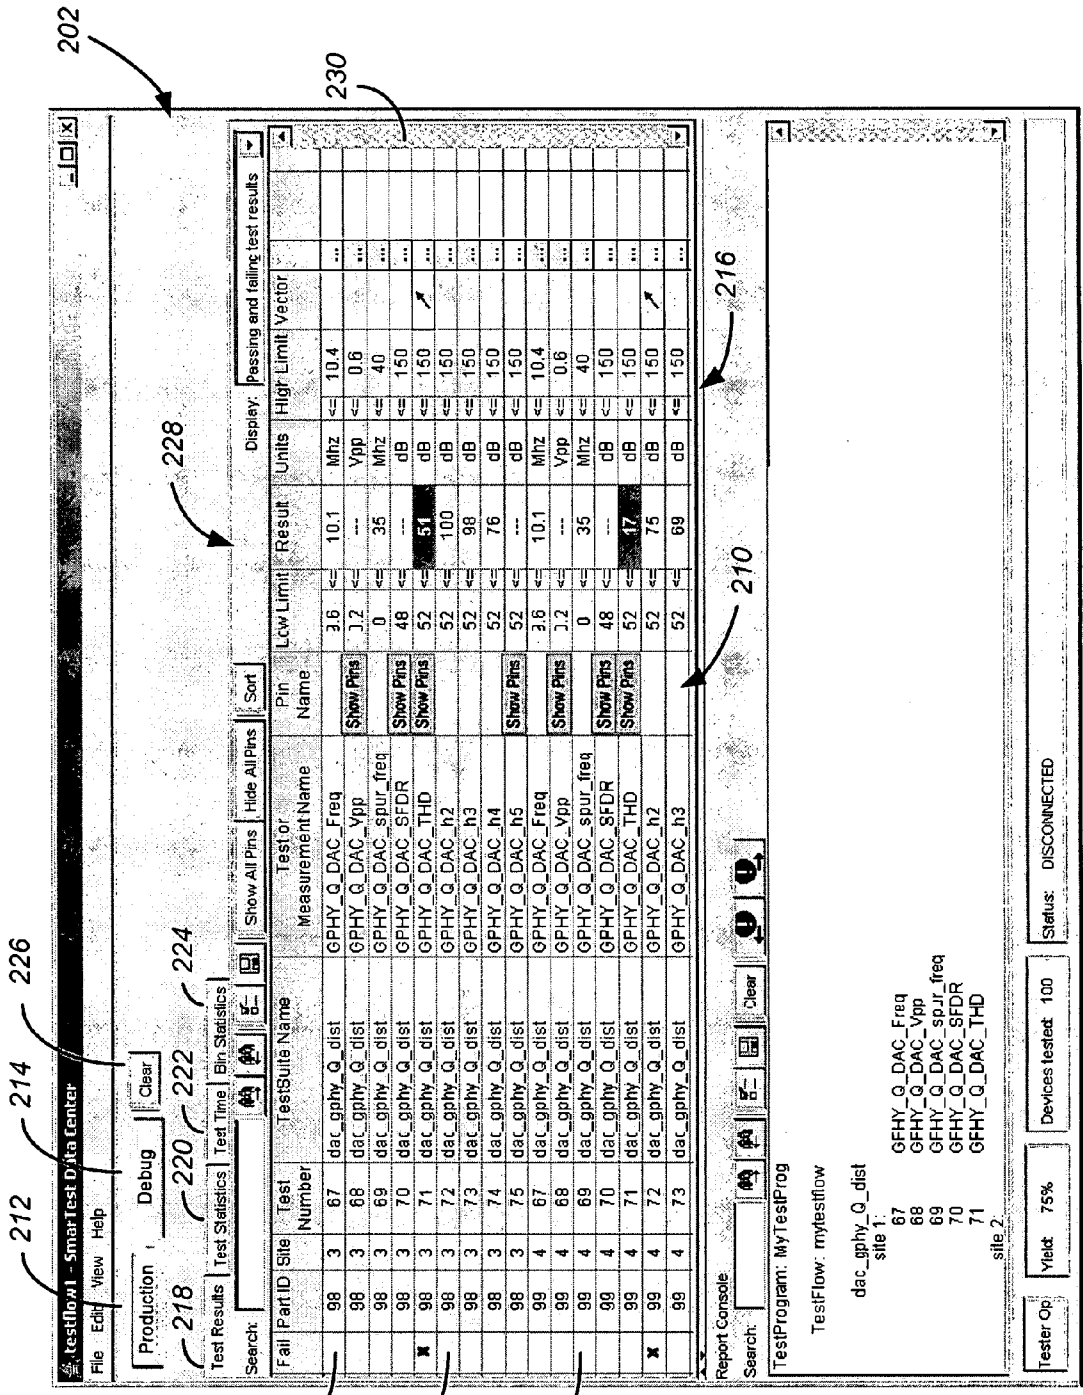 202
212
214
226
testflow1 - SmarTest Data Center
File Edit View Help
Production Debug Clear
218 220 222 224 228
Test Results Test Statistics Test Time Bin Statistics
Search: Show All Pins Hide All Pins Sort Display: Passing and failing test results
Fail Part ID Site Test Number TestSuite Name Test or Measurement Name Pin Name Low Limit Result Units High Limit Vector
98 3 67 dac_gphy_Q_dist GPHY_Q_DAC_Freq 9.6 <= 10.1 Mhz <= 10.4 ...
98 3 68 dac_gphy_Q_dist GPHY_Q_DAC_Vpp Show Pins 0.2 <= --- Vpp <= 0.6 ...
98 3 69 dac_gphy_Q_dist GPHY_Q_DAC_spur_freq 0 <= 35 Mhz <= 40 ...
98 3 70 dac_gphy_Q_dist GPHY_Q_DAC_SFDR Show Pins 48 <= --- dB <= 150 ...
x 98 3 71 dac_gphy_Q_dist GPHY_Q_DAC_THD Show Pins 52 <= 51 dB <= 150 ...
98 3 72 dac_gphy_Q_dist GPHY_Q_DAC_h2 52 <= 100 dB <= 150 ...
98 3 73 dac_gphy_Q_dist GPHY_Q_DAC_h3 52 <= 98 dB <= 150 ...
98 3 74 dac_gphy_Q_dist GPHY_Q_DAC_h4 52 <= 76 dB <= 150 ...
98 3 75 dac_gphy_Q_dist GPHY_Q_DAC_h5 Show Pins 52 <= --- dB <= 150 ...
99 4 67 dac_gphy_Q_dist GPHY_Q_DAC_Freq 9.6 <= 10.1 Mhz <= 10.4 ...
99 4 68 dac_gphy_Q_dist GPHY_Q_DAC_Vpp Show Pins 0.2 <= --- Vpp <= 0.6 ...
99 4 69 dac_gphy_Q_dist GPHY_Q_DAC_spur_freq 0 <= 35 Mhz <= 40 ...
99 4 70 dac_gphy_Q_dist GPHY_Q_DAC_SFDR Show Pins 48 <= --- dB <= 150 ...
99 4 71 dac_gphy_Q_dist GPHY_Q_DAC_THD Show Pins 52 <= 17 dB <= 150 ...
x 99 4 72 dac_gphy_Q_dist GPHY_Q_DAC_h2 52 <= 75 dB <= 150 ...
99 4 73 dac_gphy_Q_dist GPHY_Q_DAC_h3 52 <= 69 dB <= 150 ...
230
210
216
Report Console
Search: Clear
TestProgram: MyTestProg
TestFlow: mytestflow
dac_gphy_Q_dist
site 1:
67 GFHY_Q_DAC_Freq
68 GFHY_Q_DAC_Vpp
69 GFHY_Q_DAC_spur_freq
70 GFHY_Q_DAC_SFDR
71 GFHY_Q_DAC_THD
site_2:
Tester Op Yield: 75% Devices tested: 100 Status: DISCONNECTED